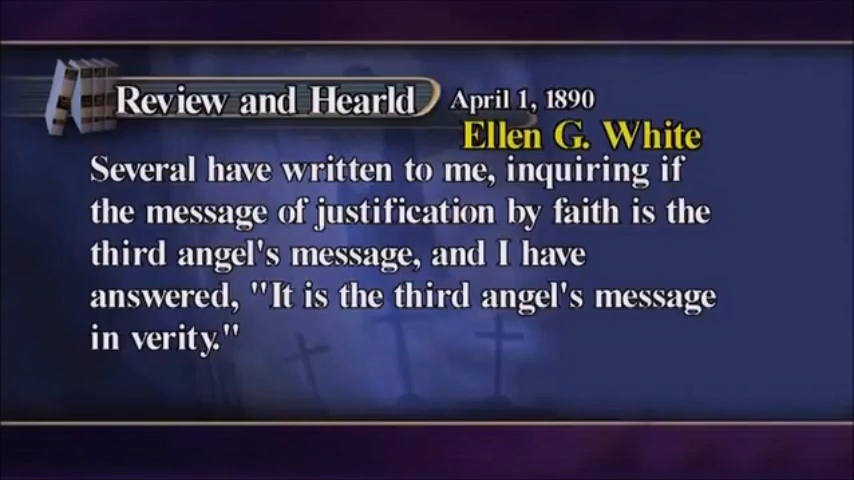 Review and Hearld April 1, 1890
Ellen G. White
Several have written to me, inquiring if
the message of justification by faith is the
third angel's message, and I have
answered, "It is the third angel's message
in verity."